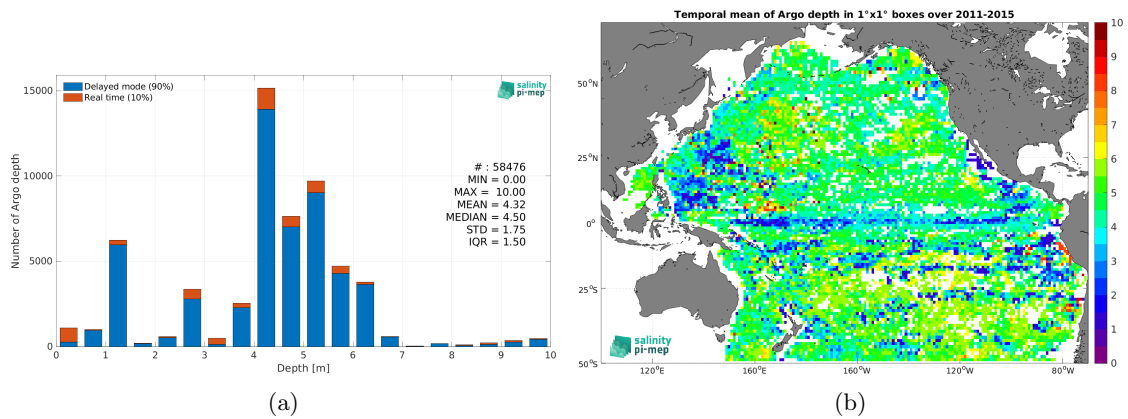 Delayed mode (90%)
Real time (10%)
salinity
pi-mep
# : 58476
MIN = 0.00
MAX = 10.00
MEAN = 4.32
MEDIAN = 4.50
STD = 1.75
IQR = 1.50
Number of Argo depth
15000
10000
5000
0
0 1 2 3 4 5 6 7 8 9 10
Depth [m]
(a)
Temporal mean of Argo depth in 1°x1° boxes over 2011-2015
50°N
25°N
0°
25°S
50°S
120°E 160°E 160°W 120°W 80°W
salinity
pi-mep
10
9
8
7
6
5
4
3
2
1
0
(b)